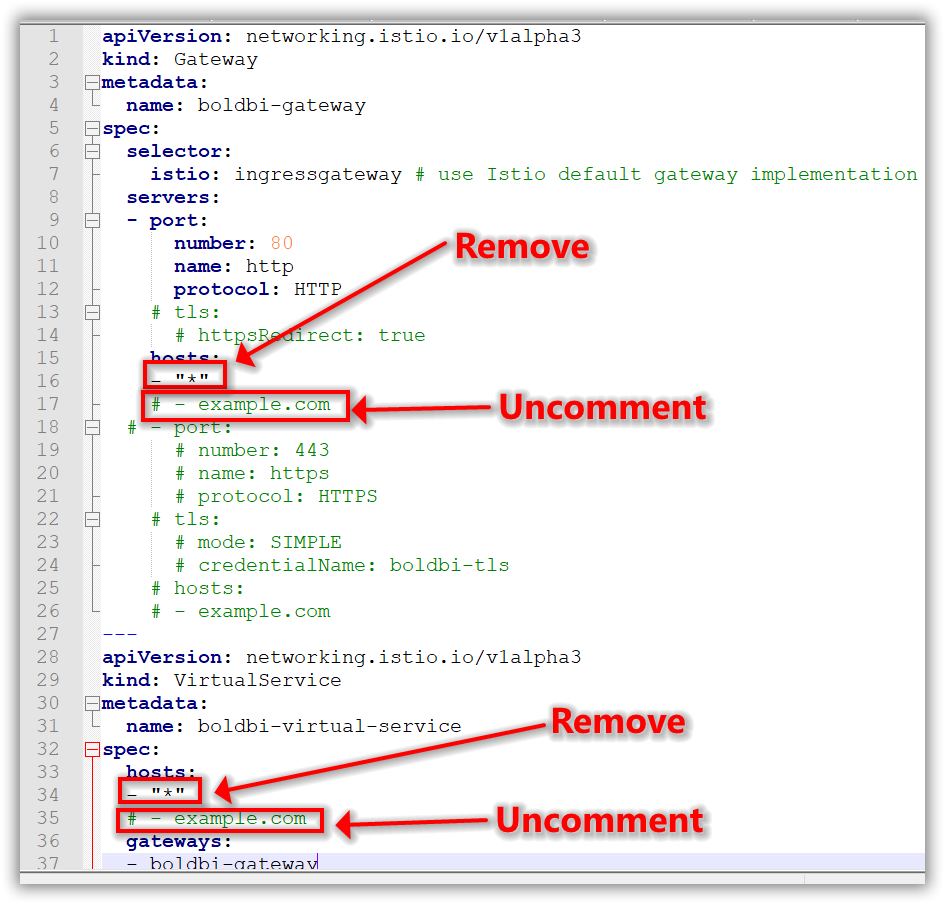 1 apiVersion: networking.istio.io/v1alpha3
2 kind: Gateway
3 metadata:
4 name: boldbi-gateway
5 spec:
6 selector:
7 istio: ingressgateway # use Istio default gateway implementation
8 servers:
9 - port:
10 number: 80
Remove
11 name: http
12 protocol: HTTP
13 # tls:
14 # httpsRedirect: true
15 hosts:
16 - "*"
17 # - example.com
Uncomment
18 # - port:
19 # number: 443
20 # name: https
21 # protocol: HTTPS
22 # tls:
23 # mode: SIMPLE
24 # credentialName: boldbi-tls
25 # hosts:
26 # - example.com
27 ---
28 apiVersion: networking.istio.io/v1alpha3
29 kind: VirtualService
30 metadata:
31 name: boldbi-virtual-service
Remove
32 spec:
33 hosts:
34 - "*"
35 # - example.com
Uncomment
36 gateways:
37 - boldbi-gateway